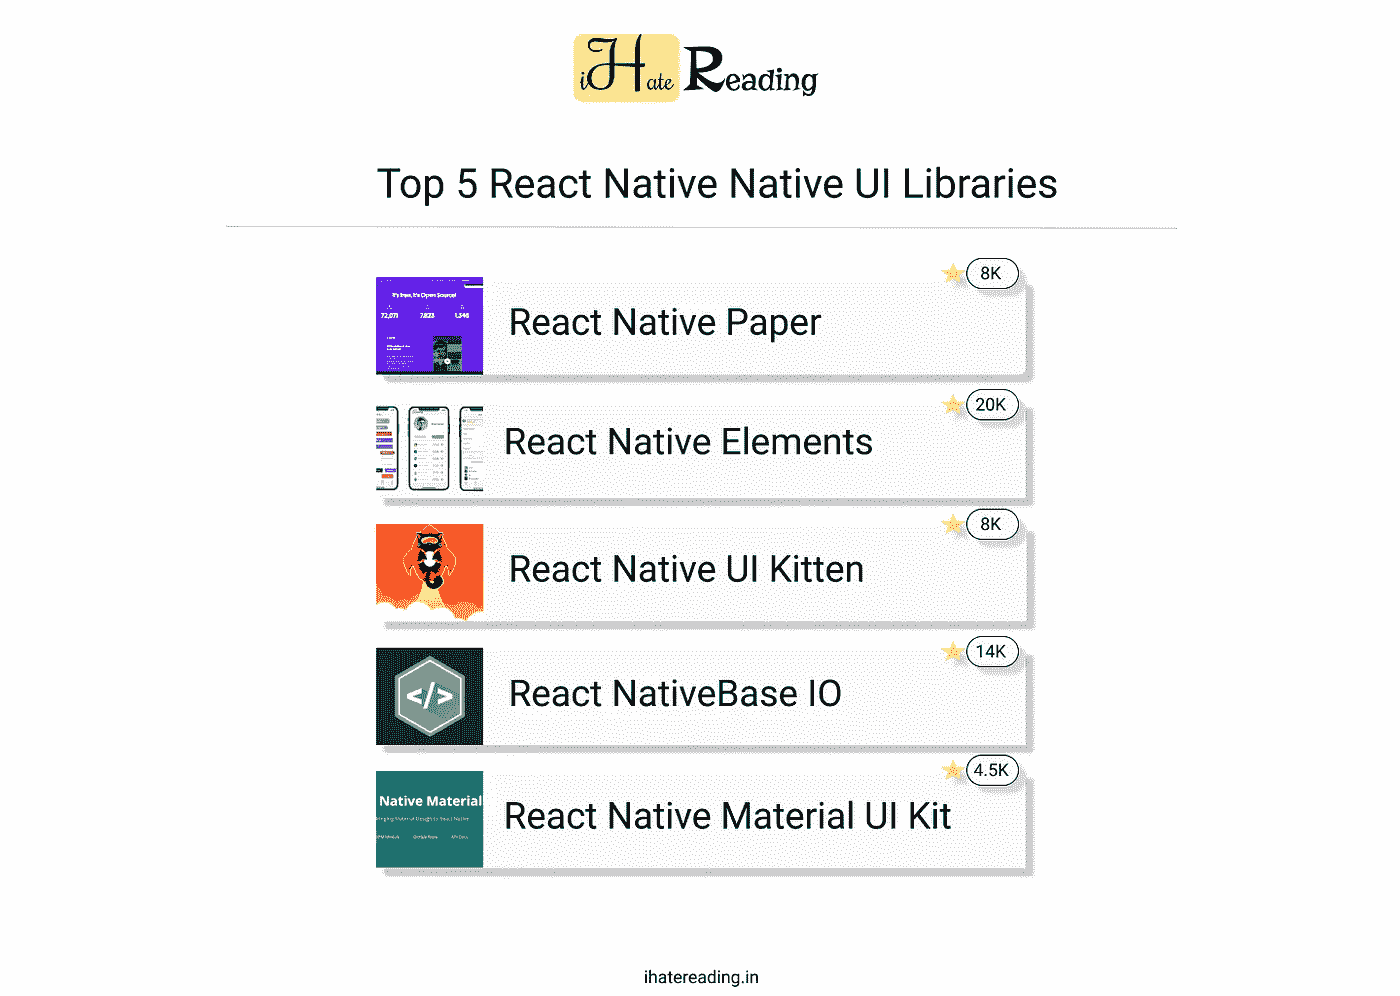 iHate Reading
Top 5 React Native Native UI Libraries
8K
It's free, It's Open Source!
72,071 7,823 1,346
React Native Paper
20K
React Native Elements
8K
React Native UI Kitten
14K
</>
React NativeBase IO
4.5K
Native Material
React Native Material UI Kit
ihatereading.in